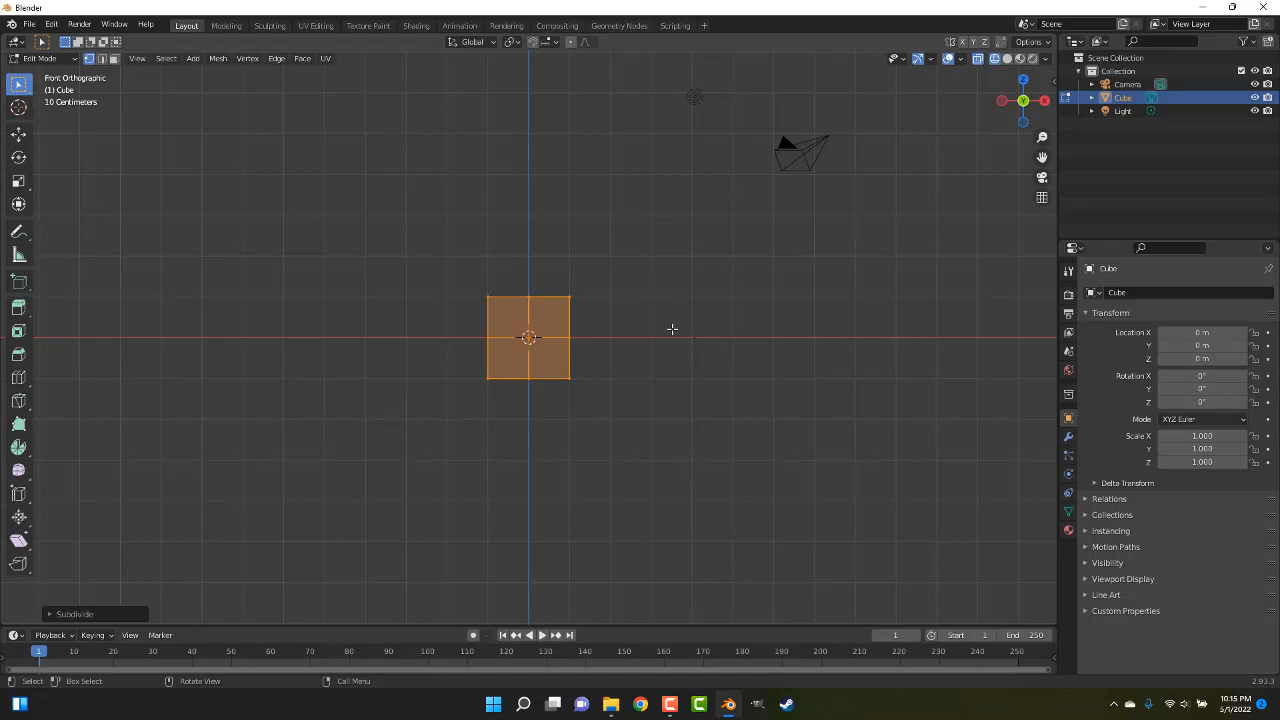 Blender
File Edit Render Window Help Layout Modeling Sculpting UV Editing Texture Paint Shading Animation Rendering Compositing Geometry Nodes Scripting + Scene View Layer
Global X Y Z Options
Edit Mode View Select Add Mesh Vertex Edge Face UV
Front Orthographic
(1) Cube
10 Centimeters
Z
Y
X
Scene Collection
Collection
Camera
Cube
Light
Cube
Cube
Transform
Location X 0 m
Y 0 m
Z 0 m
Rotation X 0°
Y 0°
Z 0°
Mode XYZ Euler
Scale X 1.000
Y 1.000
Z 1.000
Delta Transform
Relations
Collections
Instancing
Motion Paths
Visibility
Viewport Display
Line Art
Custom Properties
Subdivide
Playback Keying View Marker 1 Start 1 End 250
1 10 20 30 40 50 60 70 80 90 100 110 120 130 140 150 160 170 180 190 200 210 220 230 240 250
Select Box Select Rotate View Call Menu 2.93.3
10:15 PM
5/1/2022